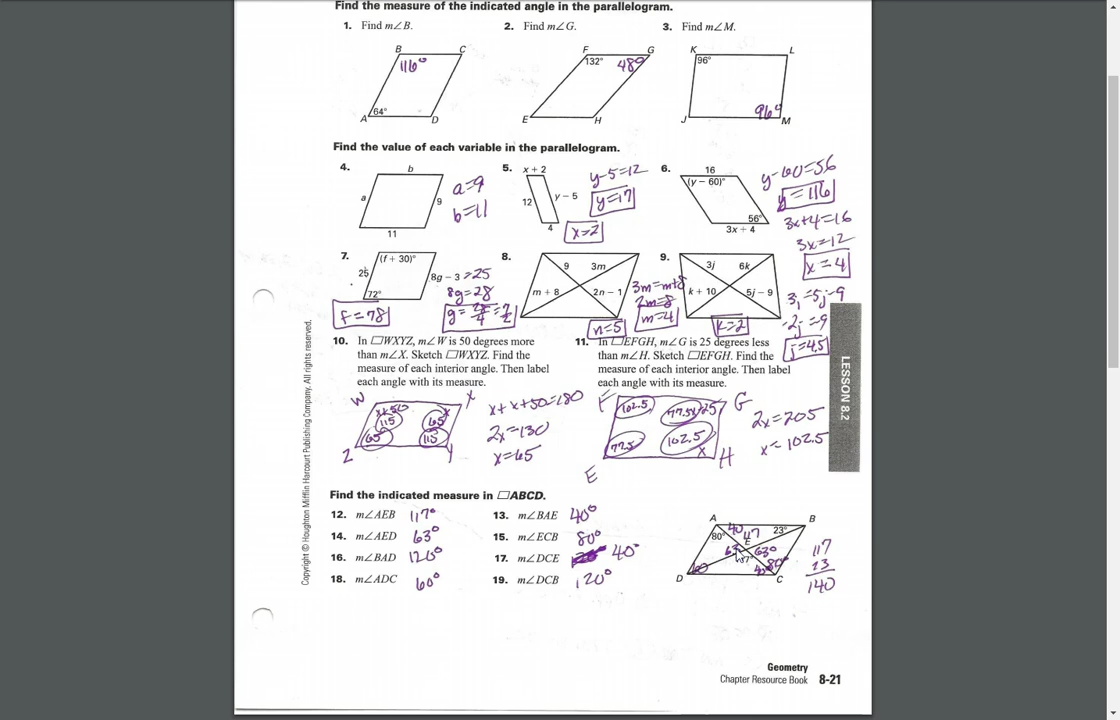 Find the measure of the indicated angle in the parallelogram.
1. Find m∠B.
2. Find m∠G.
3. Find m∠M.
B C
116°
64°
A D
F G
132° 48°
E H
K L
96°
96°
J M
Find the value of each variable in the parallelogram.
4.
b
a 9
11
a=9
b=11
5. x + 2
12 y – 5
4
y-5=12
y=17
x=2
6. 16
(y – 60)°
56°
3x + 4
y-60=56
y=116
3x+4=16
3x=12
x=4
7.
(f + 30)°
25
8g – 3
72°
=25
8g=28
f=78
8.
9 3m
m + 8 2n – 1
3m=m+8
2m=8
m=4
n=5
9.
3j 6k
k + 10 5j – 9
k=2
3j=5j-9
-2j=-9
j=4.5
10. In ▱WXYZ, m∠W is 50 degrees more
than m∠X. Sketch ▱WXYZ. Find the
measure of each interior angle. Then label
each angle with its measure.
W X
x+50 x
115 65
65 115
Z Y
x+x+50=180
2x=130
x=65
11. In ▱EFGH, m∠G is 25 degrees less
than m∠H. Sketch ▱EFGH. Find the
measure of each interior angle. Then label
each angle with its measure.
F G
102.5 77.5
77.5 102.5
x
E H
2x=205
x=102.5
LESSON 8.2
Copyright © Houghton Mifflin Harcourt Publishing Company. All rights reserved.
Find the indicated measure in ▱ABCD.
12. m∠AEB 117°
13. m∠BAE 40°
14. m∠AED 63°
15. m∠ECB 80°
16. m∠BAD 120°
17. m∠DCE 40°
18. m∠ADC 60°
19. m∠DCB 120°
A B
80° 40 117 23°
E
63 63°
D C
117
23
140
Geometry
Chapter Resource Book 8-21